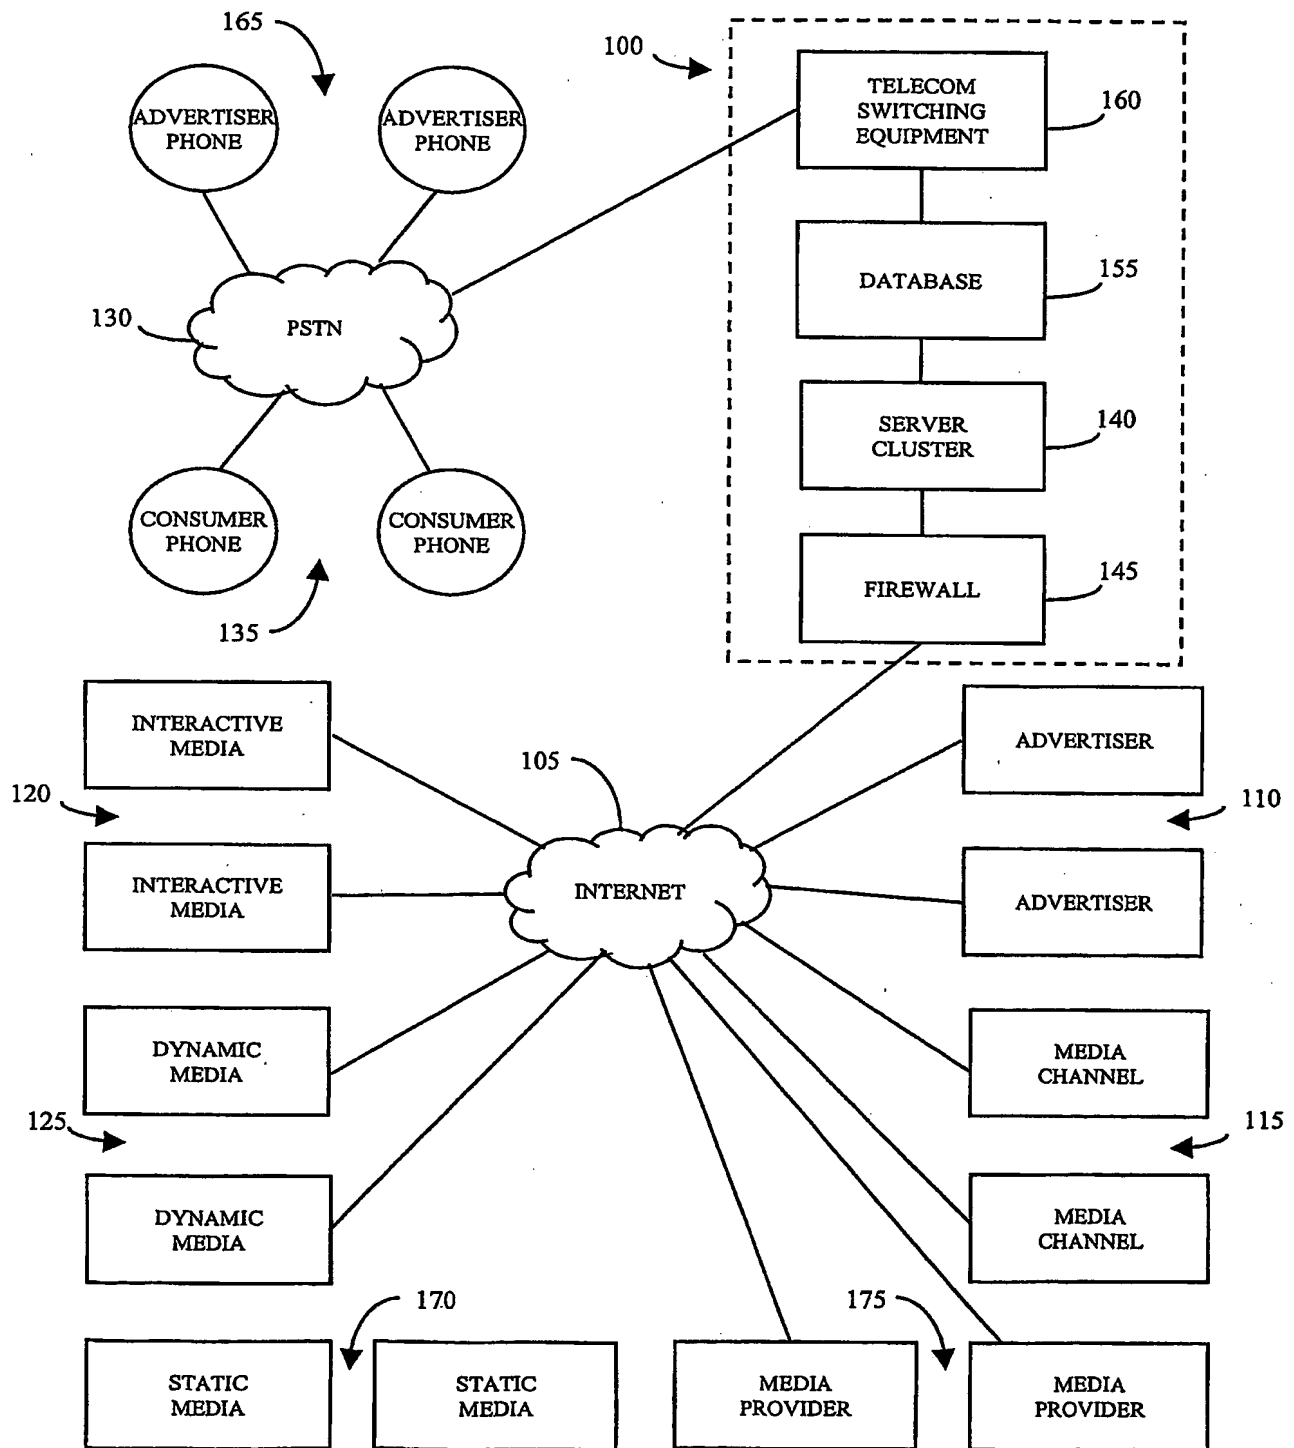 165
100
ADVERTISER
PHONE
ADVERTISER
PHONE
TELECOM
SWITCHING
EQUIPMENT
160
DATABASE
155
130
PSTN
SERVER
CLUSTER
140
CONSUMER
PHONE
CONSUMER
PHONE
FIREWALL
145
135
INTERACTIVE
MEDIA
105
ADVERTISER
120
110
INTERACTIVE
MEDIA
INTERNET
ADVERTISER
DYNAMIC
MEDIA
MEDIA
CHANNEL
125
115
DYNAMIC
MEDIA
MEDIA
CHANNEL
170
175
STATIC
MEDIA
STATIC
MEDIA
MEDIA
PROVIDER
MEDIA
PROVIDER